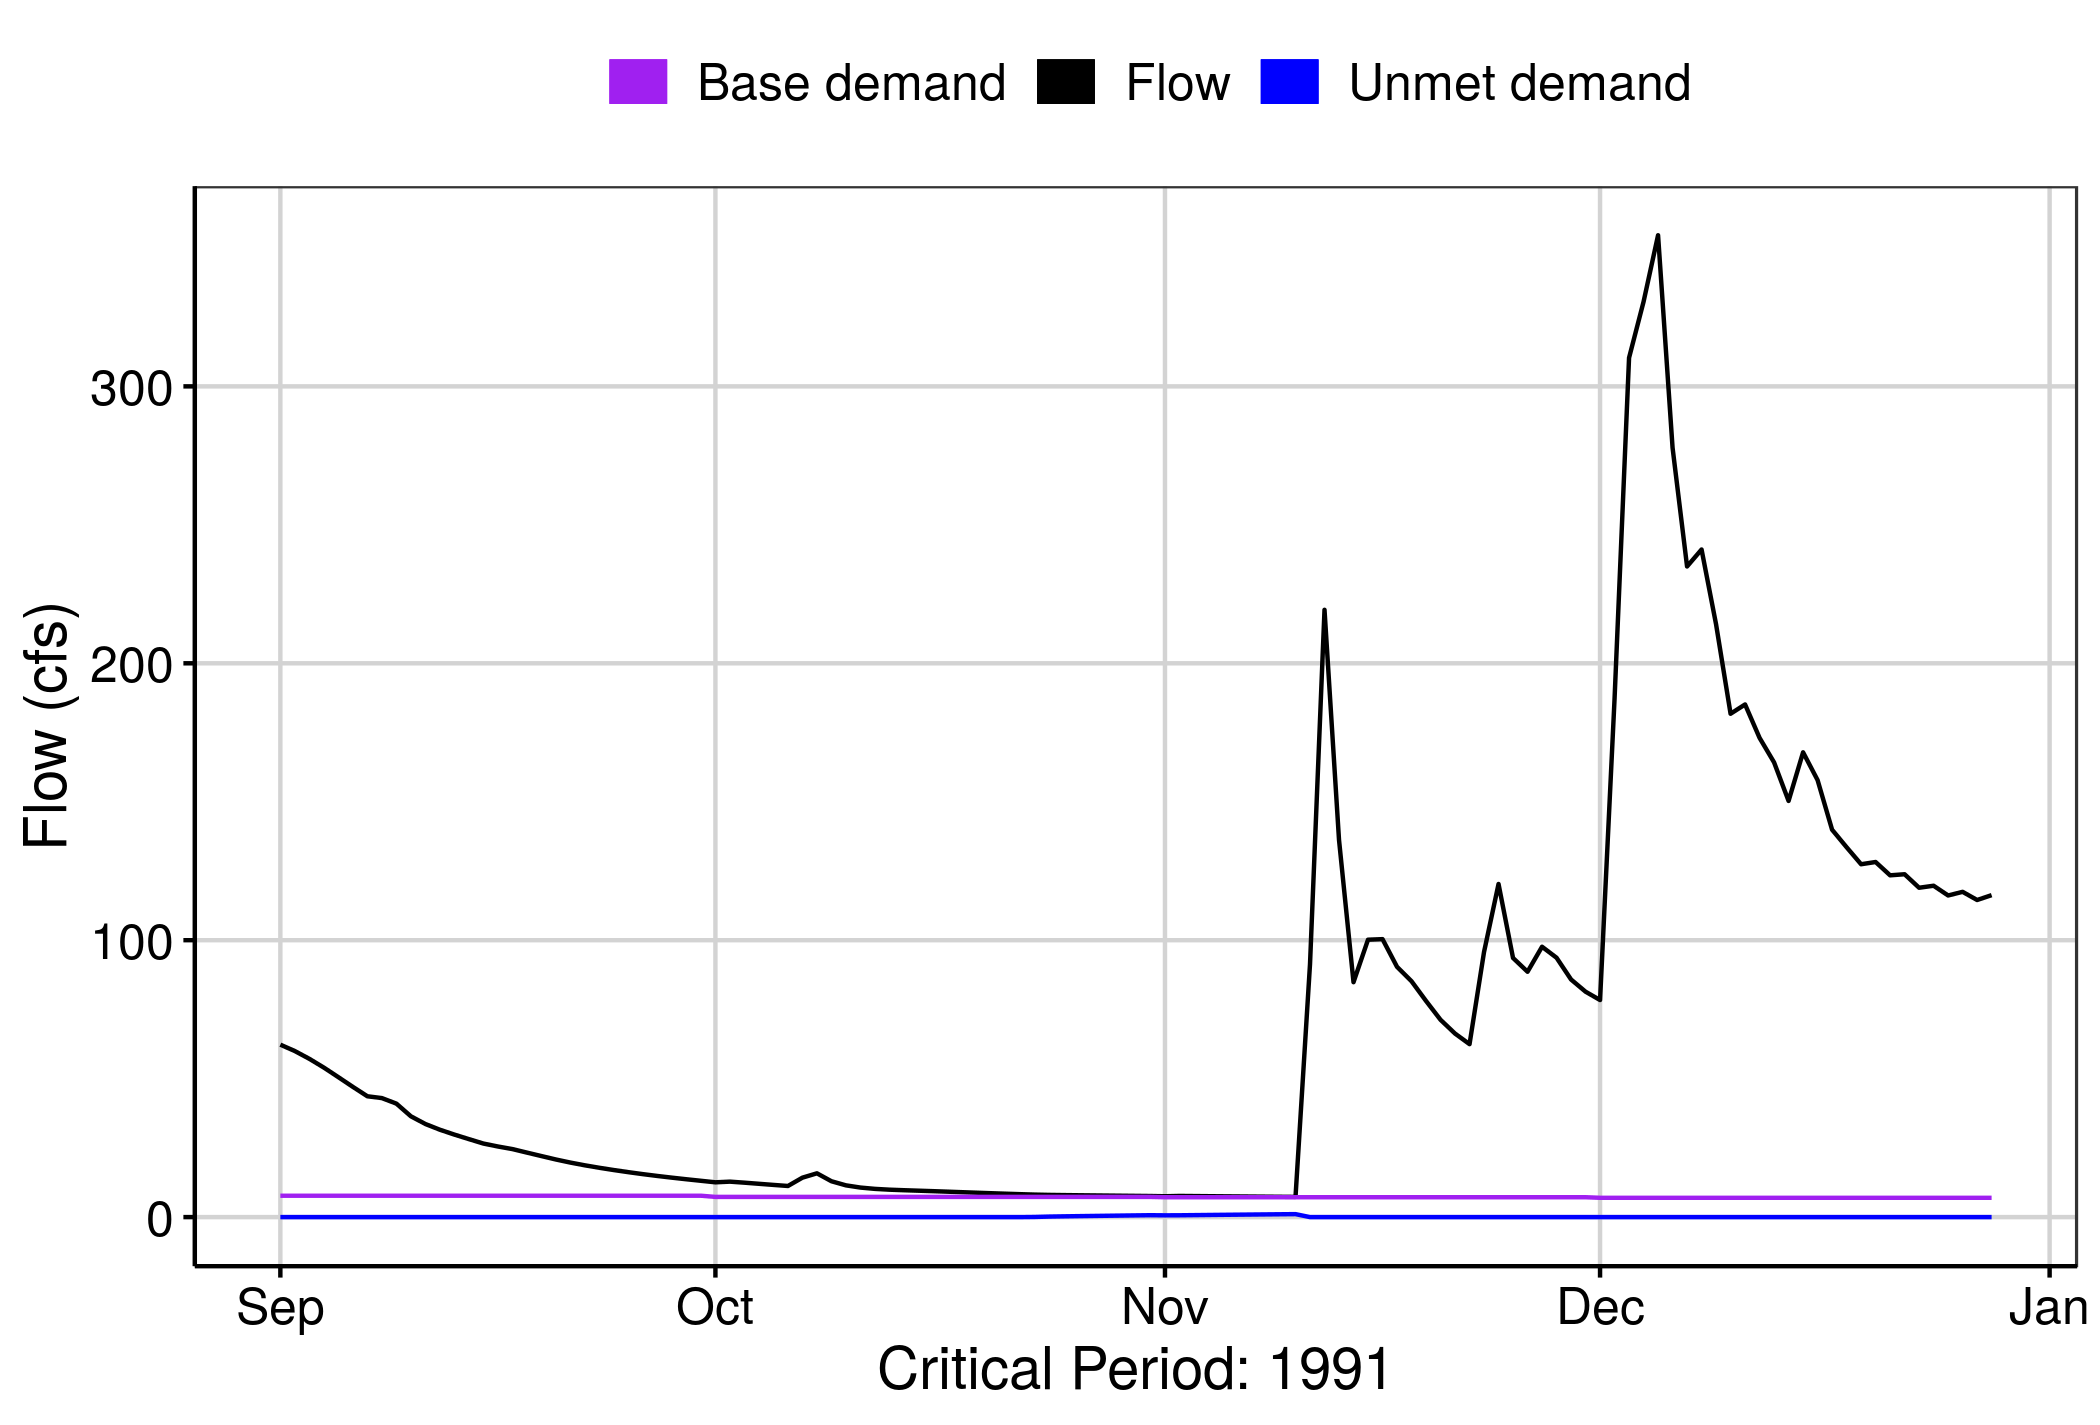 Base demand Flow Unmet demand
Flow (cfs)
300
200
100
0
Sep Oct Nov Dec Jan
Critical Period: 1991